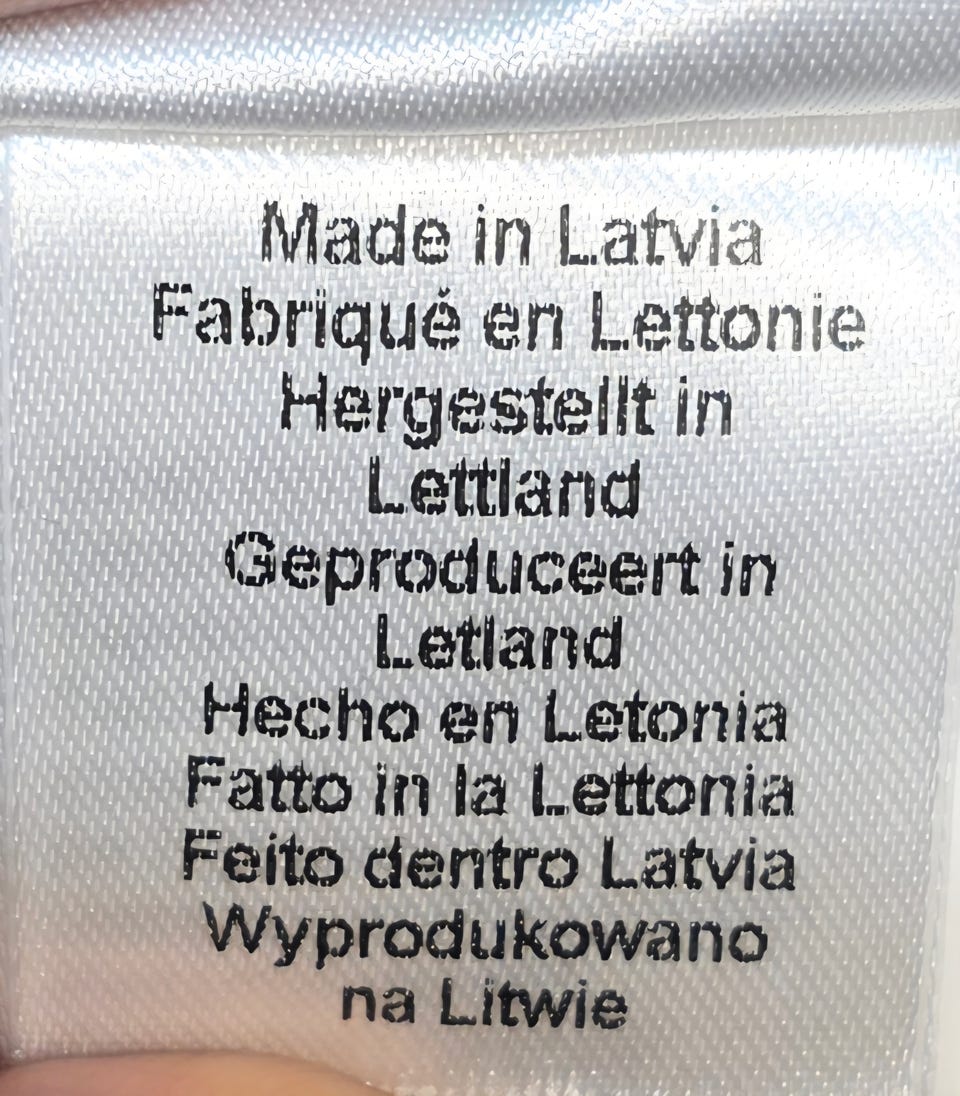 Made in Latvia
Fabriqué en Lettonie
Hergestellt in
Lettland
Geproduceert in
Letland
Hecho en Letonia
Fatto in la Lettonia
Feito dentro Latvia
Wyprodukowano
na Litwie